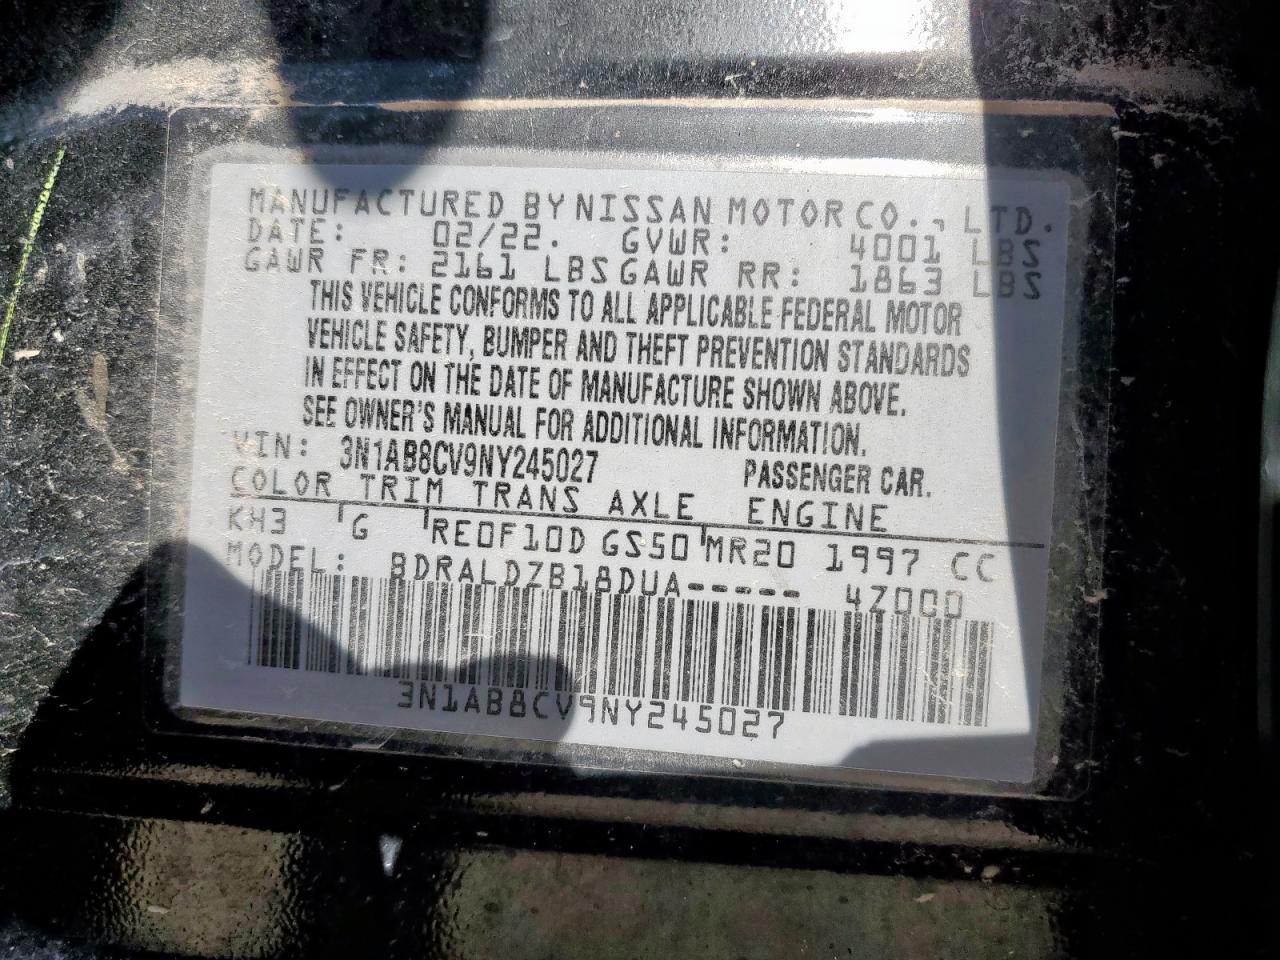 MANUFACTURED BY NISSAN MOTOR CO., LTD.
DATE: 02/22. GVWR: 4001 LBS
GAWR FR: 2161 LBS GAWR RR: 1863 LBS
THIS VEHICLE CONFORMS TO ALL APPLICABLE FEDERAL MOTOR
VEHICLE SAFETY, BUMPER AND THEFT PREVENTION STANDARDS
IN EFFECT ON THE DATE OF MANUFACTURE SHOWN ABOVE.
SEE OWNER'S MANUAL FOR ADDITIONAL INFORMATION.
VIN: 3N1AB8CV9NY245027 PASSENGER CAR.
COLOR TRIM TRANS AXLE ENGINE
KH3 G RE0F10D GS50 MR20 1997 CC
MODEL: BDRALDZB18DUA----- 4Z000
3N1AB8CV9NY245027